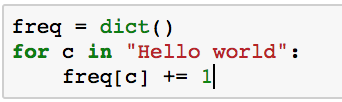 freq = dict()
for c in "Hello world":
    freq[c] += 1